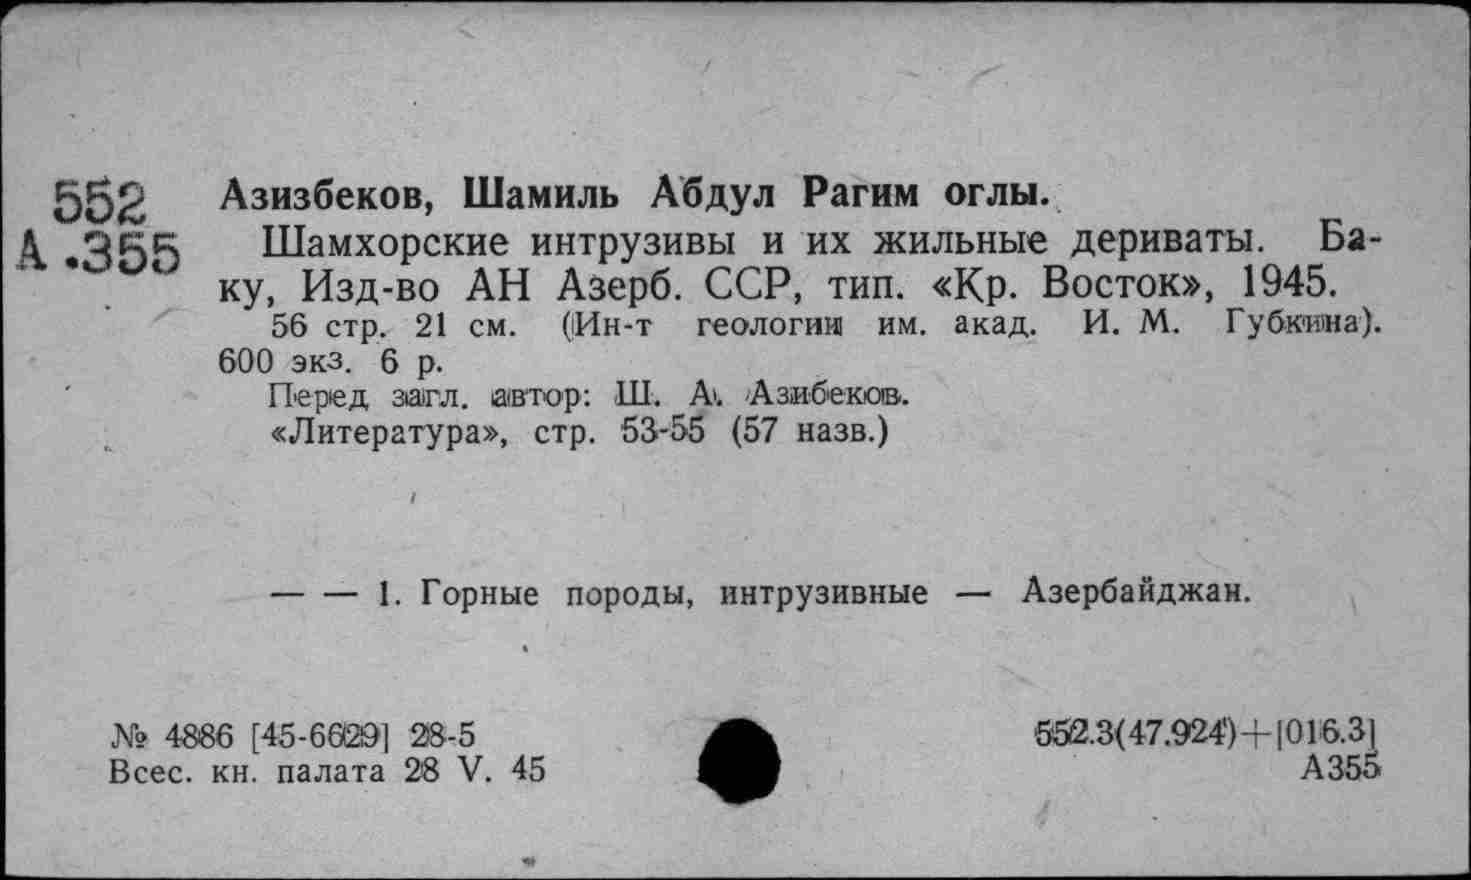 552
А.355
Азизбеков, Шамиль Абдул Рагим оглы.
Шамхорские интрузивы и их жильные дериваты. Ба-
ку, Изд-во АН Азерб. ССР, тип. «Кр. Восток», 1945.
56 стр. 21 см. (Ин-т геологии им. акад. И. М. Губкина).
600 экз. 6 р.
Перед загл. автор: Ш. А. Азибеков.
«Литература», стр. 53-55 (57 назв.)
— — 1. Горные породы, интрузивные — Азербайджан.
№ 4886 [45-6629] 28-5
Всес. кн. палата 28 V. 45
552.3(47.924)+[016.3]
А355